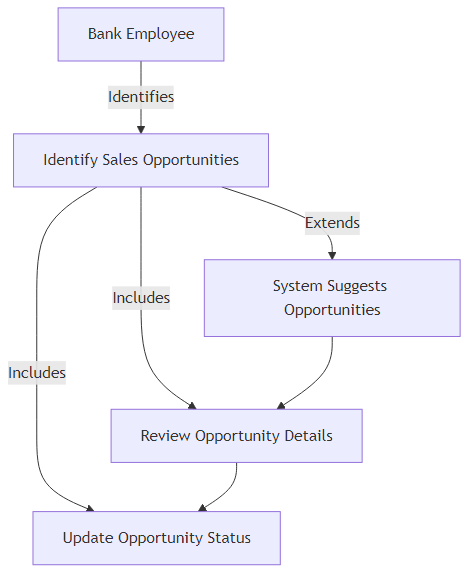 Bank Employee
Identifies
Identify Sales Opportunities
Extends
System Suggests
Opportunities
Includes
Includes
Review Opportunity Details
Update Opportunity Status